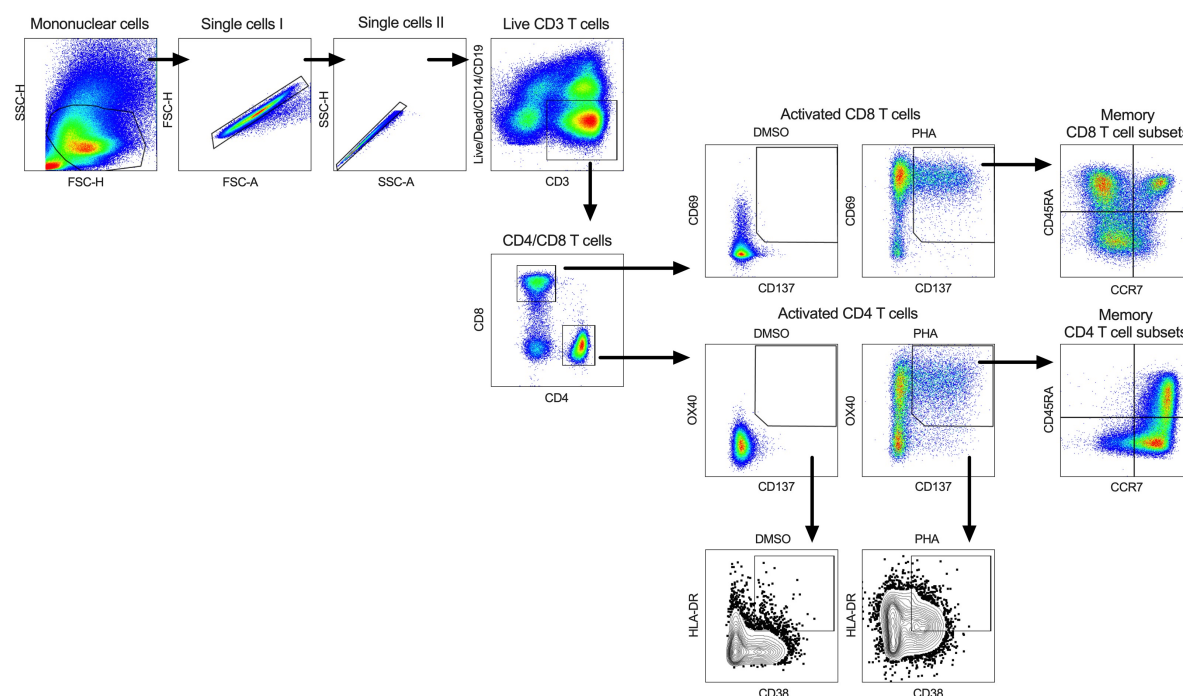 Mononuclear cells
Single cells I
Single cells II
Live CD3 T cells
SSC-H
FSC-H
FSC-H
FSC-A
SSC-H
SSC-A
Live/Dead/CD14/CD19
CD3
CD4/CD8 T cells
CD8
CD4
Activated CD8 T cells
DMSO
PHA
CD69
CD137
CD69
CD137
Memory
CD8 T cell subsets
CD45RA
CCR7
Activated CD4 T cells
DMSO
PHA
OX40
CD137
OX40
CD137
Memory
CD4 T cell subsets
CD45RA
CCR7
DMSO
PHA
HLA-DR
CD38
HLA-DR
CD38